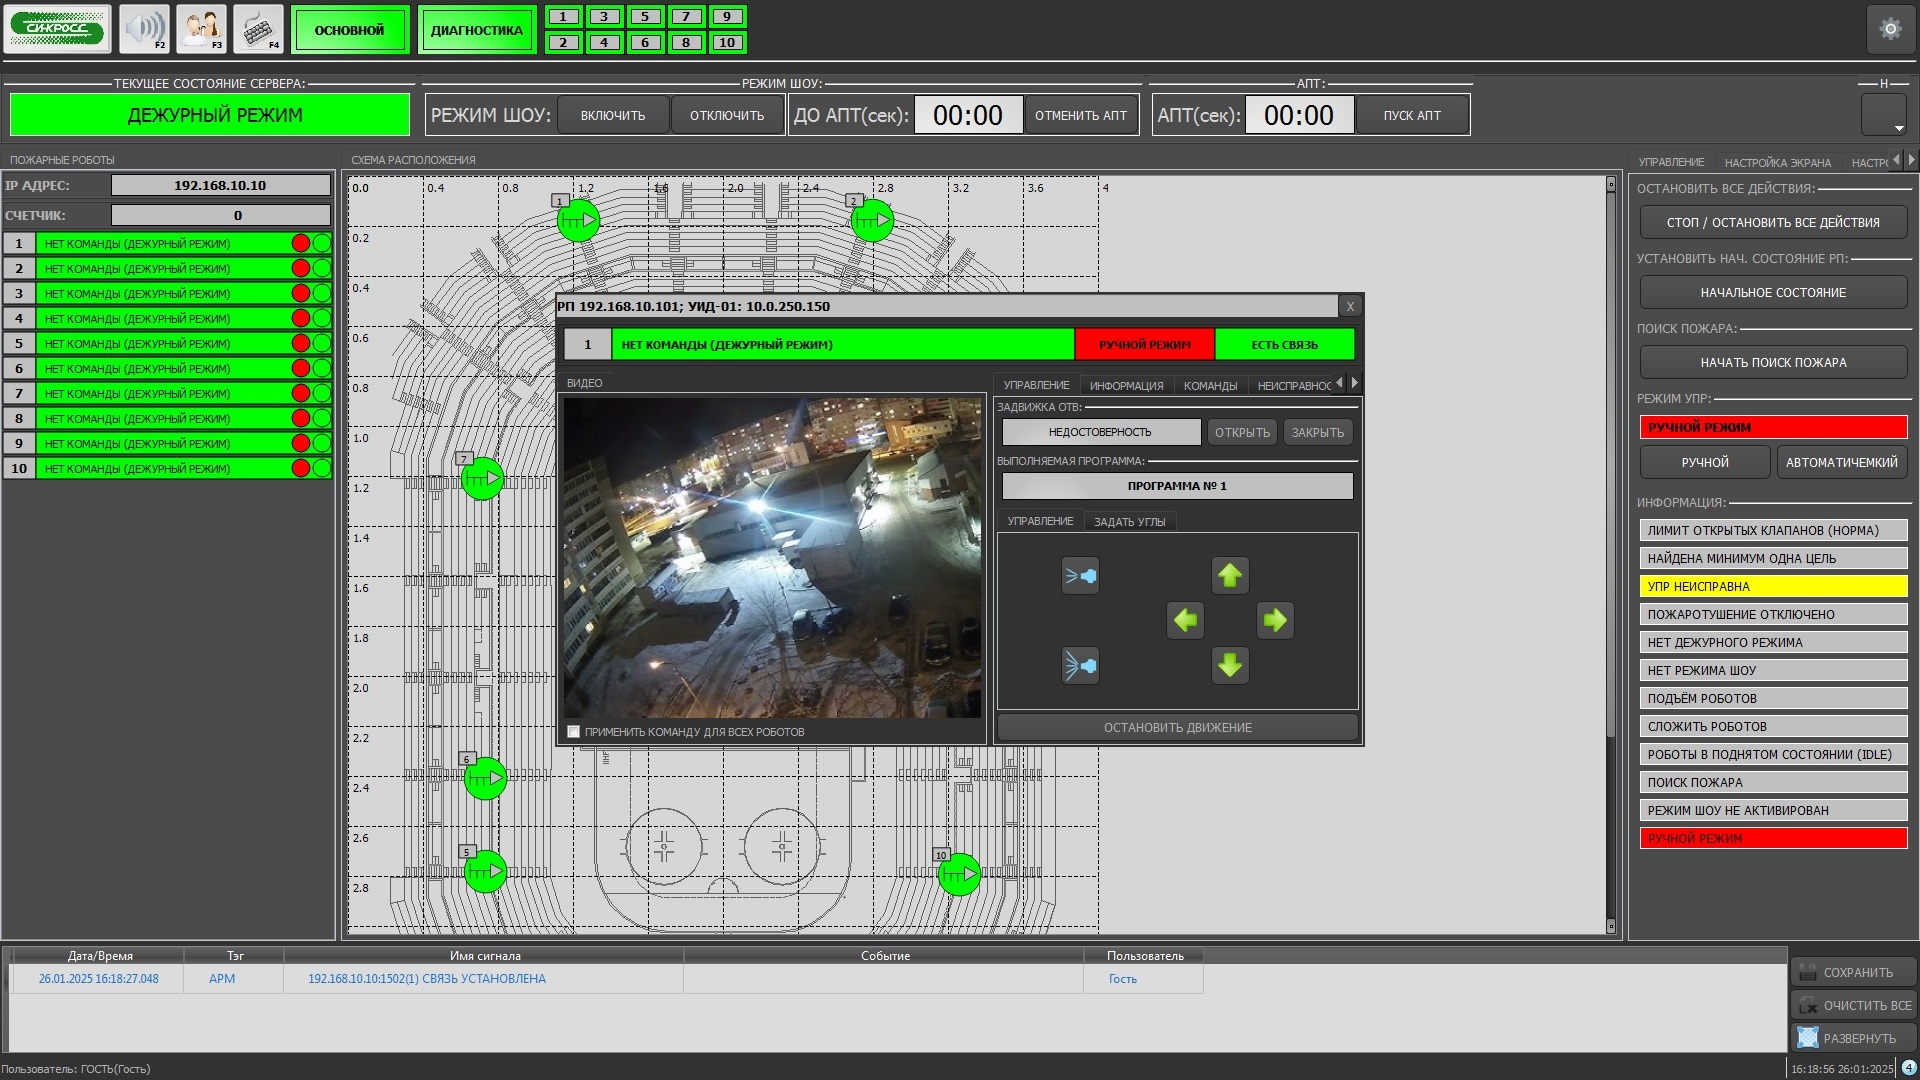 СИКРОСС
F2
F3
F4
ОСНОВНОЙ
ДИАГНОСТИКА
1 3 5 7 9
2 4 6 8 10
ТЕКУЩЕЕ СОСТОЯНИЕ СЕРВЕРА:
РЕЖИМ ШОУ:
АПТ:
Н
ДЕЖУРНЫЙ РЕЖИМ
РЕЖИМ ШОУ:
ВКЛЮЧИТЬ
ОТКЛЮЧИТЬ
ДО АПТ(сек):
00:00
ОТМЕНИТЬ АПТ
АПТ(сек):
00:00
ПУСК АПТ
ПОЖАРНЫЕ РОБОТЫ
IP АДРЕС:
192.168.10.10
СЧЕТЧИК:
0
1 НЕТ КОМАНДЫ (ДЕЖУРНЫЙ РЕЖИМ)
2 НЕТ КОМАНДЫ (ДЕЖУРНЫЙ РЕЖИМ)
3 НЕТ КОМАНДЫ (ДЕЖУРНЫЙ РЕЖИМ)
4 НЕТ КОМАНДЫ (ДЕЖУРНЫЙ РЕЖИМ)
5 НЕТ КОМАНДЫ (ДЕЖУРНЫЙ РЕЖИМ)
6 НЕТ КОМАНДЫ (ДЕЖУРНЫЙ РЕЖИМ)
7 НЕТ КОМАНДЫ (ДЕЖУРНЫЙ РЕЖИМ)
8 НЕТ КОМАНДЫ (ДЕЖУРНЫЙ РЕЖИМ)
9 НЕТ КОМАНДЫ (ДЕЖУРНЫЙ РЕЖИМ)
10 НЕТ КОМАНДЫ (ДЕЖУРНЫЙ РЕЖИМ)
СХЕМА РАСПОЛОЖЕНИЯ
0.0 0.4 0.8 1.2 1.6 2.0 2.4 2.8 3.2 3.6 4
0.2
0.4
0.6
0.8
1.0
1.2
1.4
1.6
1.8
2.0
2.2
2.4
2.6
2.8
1
2
7
6
5
10
РП 192.168.10.101; УИД-01: 10.0.250.150
X
1
НЕТ КОМАНДЫ (ДЕЖУРНЫЙ РЕЖИМ)
РУЧНОЙ РЕЖИМ
ЕСТЬ СВЯЗЬ
ВИДЕО
ПРИМЕНИТЬ КОМАНДУ ДЛЯ ВСЕХ РОБОТОВ
УПРАВЛЕНИЕ
ИНФОРМАЦИЯ
КОМАНДЫ
НЕИСПРАВНОС
ЗАДВИЖКА ОТВ:
НЕДОСТОВЕРНОСТЬ
ОТКРЫТЬ
ЗАКРЫТЬ
ВЫПОЛНЯЕМАЯ ПРОГРАММА:
ПРОГРАММА № 1
УПРАВЛЕНИЕ
ЗАДАТЬ УГЛЫ
ОСТАНОВИТЬ ДВИЖЕНИЕ
УПРАВЛЕНИЕ
НАСТРОЙКА ЭКРАНА
НАСТРО
ОСТАНОВИТЬ ВСЕ ДЕЙСТВИЯ:
СТОП / ОСТАНОВИТЬ ВСЕ ДЕЙСТВИЯ
УСТАНОВИТЬ НАЧ. СОСТОЯНИЕ РП:
НАЧАЛЬНОЕ СОСТОЯНИЕ
ПОИСК ПОЖАРА:
НАЧАТЬ ПОИСК ПОЖАРА
РЕЖИМ УПР:
РУЧНОЙ РЕЖИМ
РУЧНОЙ
АВТОМАТИЧЕМКИЙ
ИНФОРМАЦИЯ:
ЛИМИТ ОТКРЫТЫХ КЛАПАНОВ (НОРМА)
НАЙДЕНА МИНИМУМ ОДНА ЦЕЛЬ
УПР НЕИСПРАВНА
ПОЖАРОТУШЕНИЕ ОТКЛЮЧЕНО
НЕТ ДЕЖУРНОГО РЕЖИМА
НЕТ РЕЖИМА ШОУ
ПОДЪЁМ РОБОТОВ
СЛОЖИТЬ РОБОТОВ
РОБОТЫ В ПОДНЯТОМ СОСТОЯНИИ (IDLE)
ПОИСК ПОЖАРА
РЕЖИМ ШОУ НЕ АКТИВИРОВАН
РУЧНОЙ РЕЖИМ
Дата/Время Тэг Имя сигнала Событие Пользователь
26.01.2025 16:18:27.048 АРМ 192.168.10.10:1502(1) СВЯЗЬ УСТАНОВЛЕНА Гость
СОХРАНИТЬ
ОЧИСТИТЬ ВСЕ
РАЗВЕРНУТЬ
Пользователь: ГОСТЬ(Гость)
16:18:56 26:01:2025
4